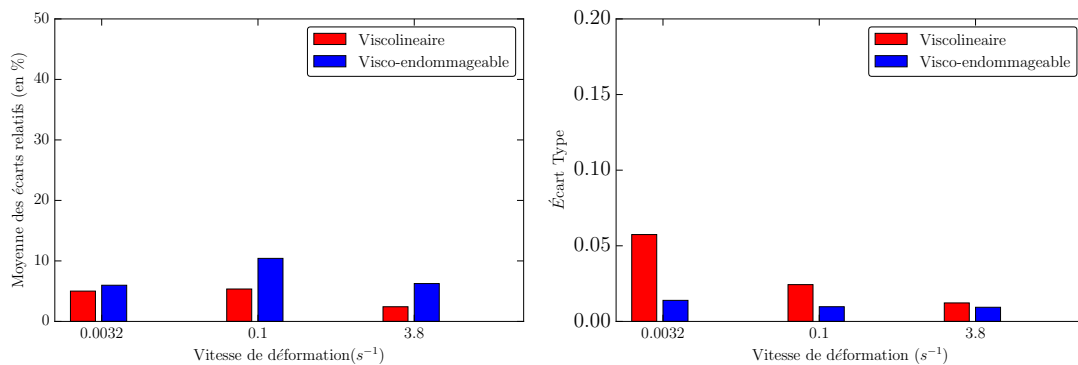 50
40
30
20
10
0
Moyenne des écarts relatifs (en %)
Viscolineaire
Visco-endommageable
0.0032
0.1
3.8
Vitesse de déformation(s⁻¹)
0.20
0.15
0.10
0.05
0.00
Écart Type
Viscolineaire
Visco-endommageable
0.0032
0.1
3.8
Vitesse de déformation (s⁻¹)